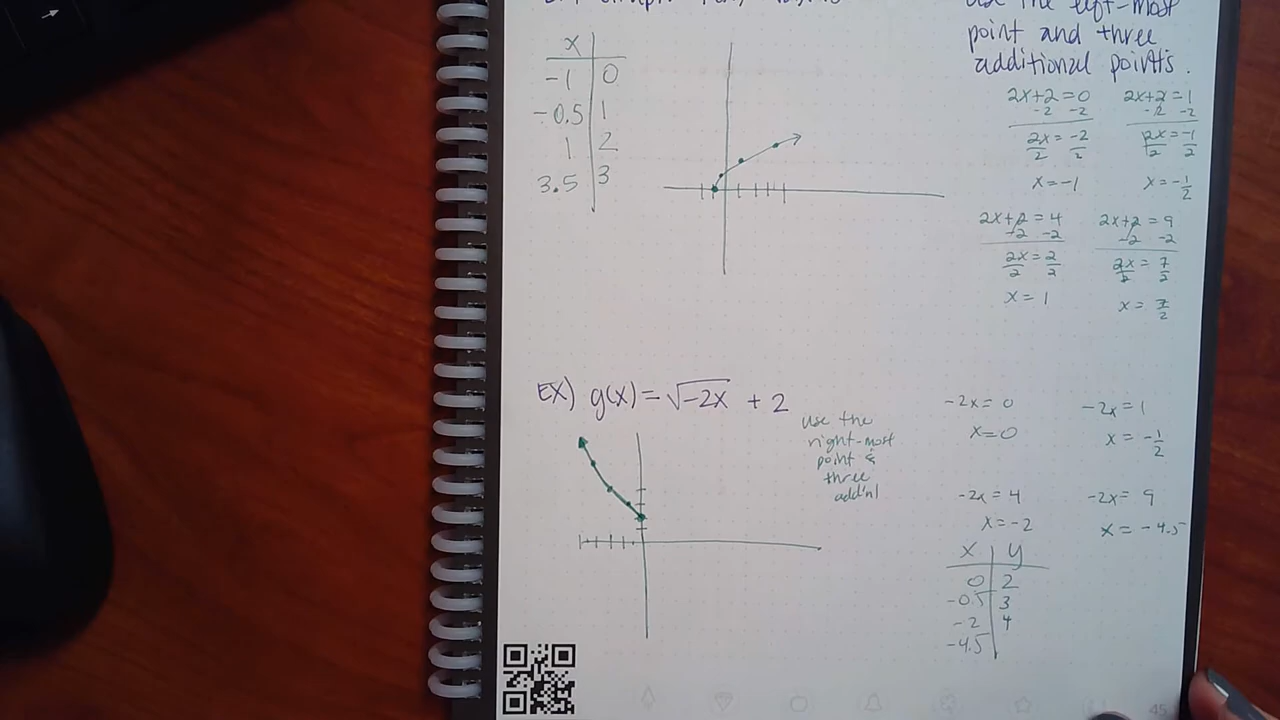 point and three
additional points.
x
-1 0
-0.5 1
1 2
3.5 3
2x+2=0
-2 -2
2x=-2
2 2
x=-1
2x+2=1
-2 -2
2x=-1
2 2
x=-1/2
2x+2=4
-2 -2
2x=2
2 2
x=1
2x+2=9
-2 -2
2x=7
2 2
x=7/2
EX) g(x)=√-2x + 2
use the
right-most
point &
three
add'nl
-2x=0
x=0
-2x=1
x=-1/2
-2x=4
x=-2
-2x=9
x=-4.5
x y
0 2
-0.5 3
-2 4
-4.5
45